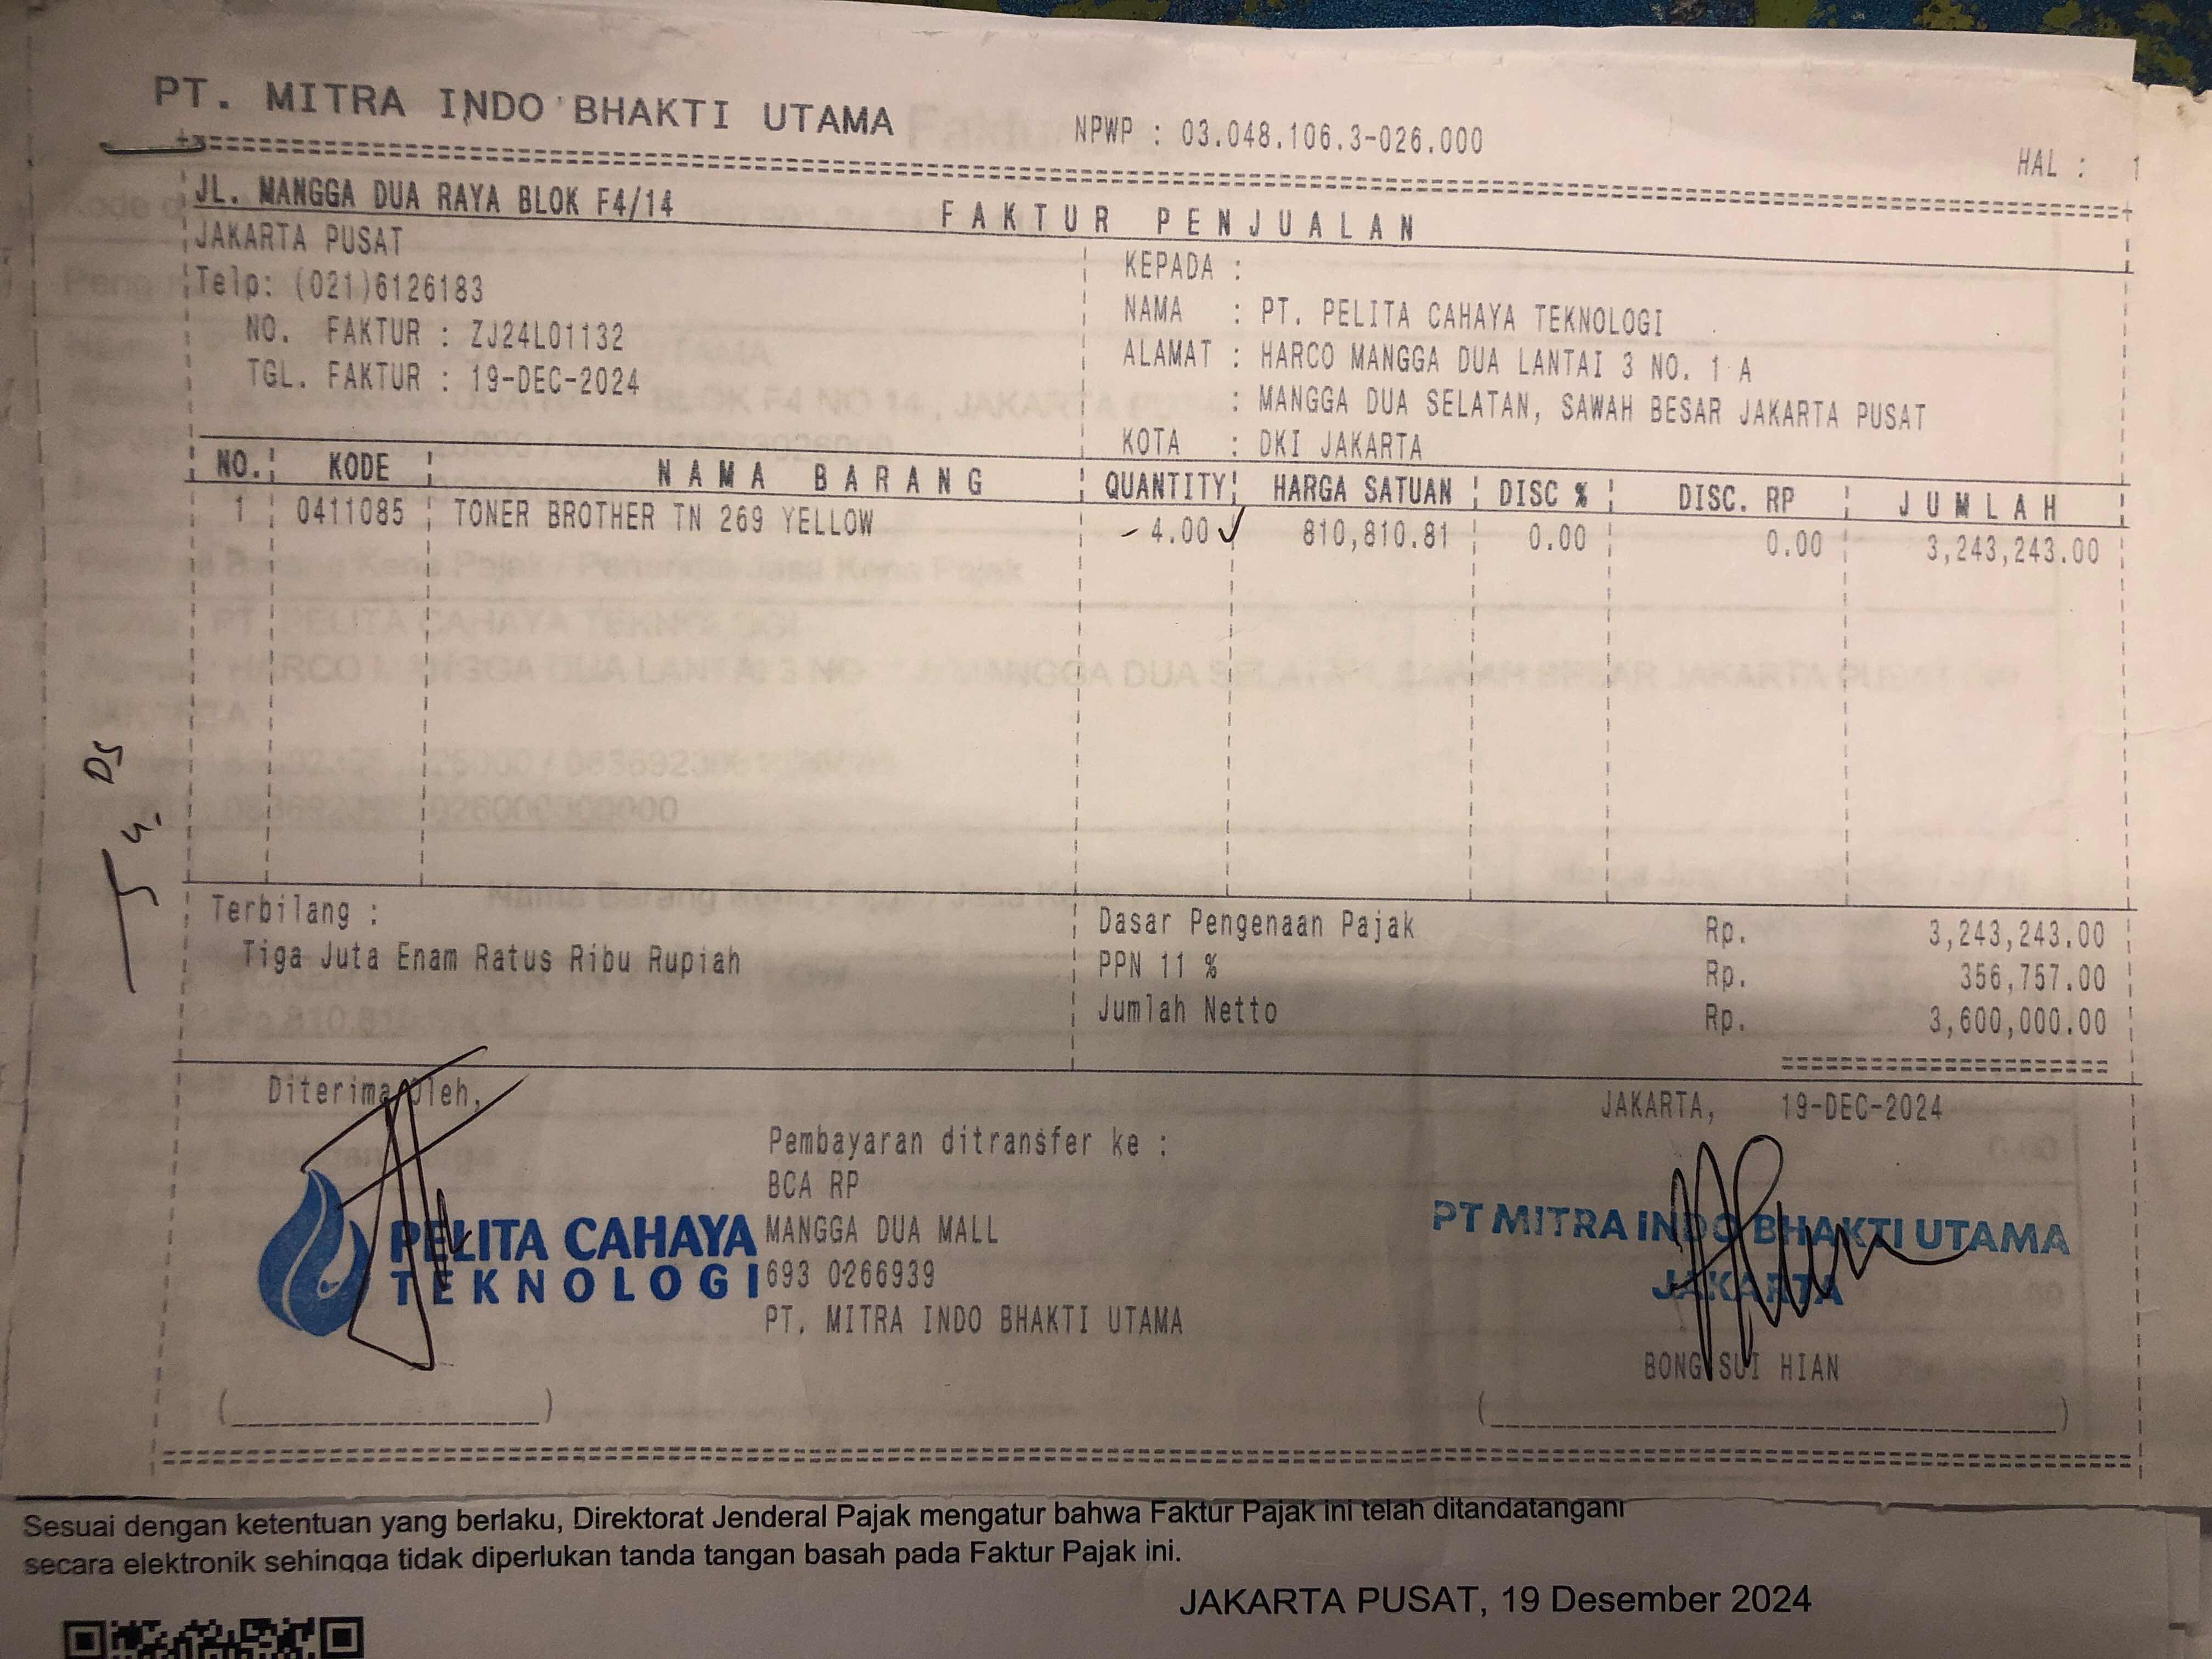 PT. MITRA INDO BHAKTI UTAMA
NPWP : 03.048.106.3-026.000
HAL : 1
JL. MANGGA DUA RAYA BLOK F4/14
FAKTUR PENJUALAN
JAKARTA PUSAT
Telp: (021)6126183
NO. FAKTUR : ZJ24L01132
TGL. FAKTUR : 19-DEC-2024
KEPADA :
NAMA : PT. PELITA CAHAYA TEKNOLOGI
ALAMAT : HARCO MANGGA DUA LANTAI 3 NO. 1 A
: MANGGA DUA SELATAN, SAWAH BESAR JAKARTA PUSAT
KOTA : DKI JAKARTA
NO. KODE NAMA BARANG QUANTITY HARGA SATUAN DISC % DISC. RP JUMLAH
1 0411085 TONER BROTHER TN 269 YELLOW 4.00 810,810.81 0.00 0.00 3,243,243.00
Terbilang :
Tiga Juta Enam Ratus Ribu Rupiah
Dasar Pengenaan Pajak Rp. 3,243,243.00
PPN 11 % Rp. 356,757.00
Jumlah Netto Rp. 3,600,000.00
Diterima Oleh,
JAKARTA, 19-DEC-2024
Pembayaran ditransfer ke :
BCA RP
MANGGA DUA MALL
693 0266939
PT. MITRA INDO BHAKTI UTAMA
PELITA CAHAYA
TEKNOLOGI
PT MITRA INDO BHAKTI UTAMA
JAKARTA
BONG SUI HIAN
Sesuai dengan ketentuan yang berlaku, Direktorat Jenderal Pajak mengatur bahwa Faktur Pajak ini telah ditandatangani
secara elektronik sehingga tidak diperlukan tanda tangan basah pada Faktur Pajak ini.
JAKARTA PUSAT, 19 Desember 2024